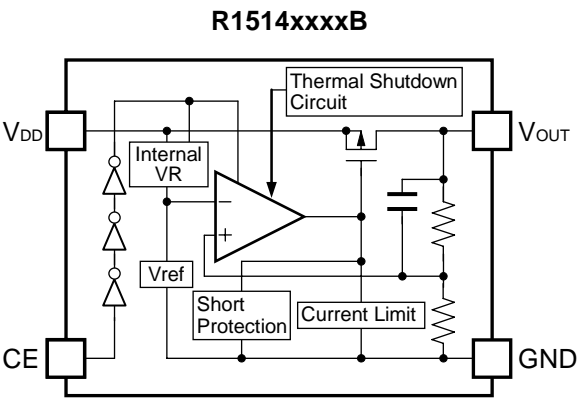 R1514xxxxB
Thermal Shutdown
Circuit
VDD
VOUT
Internal
VR
−
+
Vref
Short
Protection
Current Limit
CE
GND